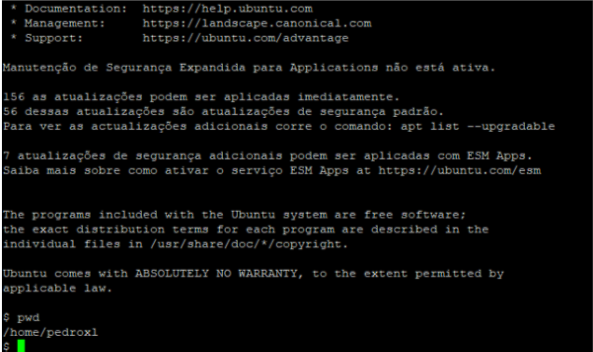 * Documentation: https://help.ubuntu.com
* Management: https://landscape.canonical.com
* Support: https://ubuntu.com/advantage
Manutenção de Segurança Expandida para Applications não está ativa.
156 as atualizações podem ser aplicadas imediatamente.
56 dessas atualizações são atualizações de segurança padrão.
Para ver as actualizações adicionais corre o comando: apt list --upgradable
7 atualizações de segurança adicionais podem ser aplicadas com ESM Apps.
Saiba mais sobre como ativar o serviço ESM Apps at https://ubuntu.com/esm
The programs included with the Ubuntu system are free software;
the exact distribution terms for each program are described in the
individual files in /usr/share/doc/*/copyright.
Ubuntu comes with ABSOLUTELY NO WARRANTY, to the extent permitted by
applicable law.
$ pwd
/home/pedroxl
$